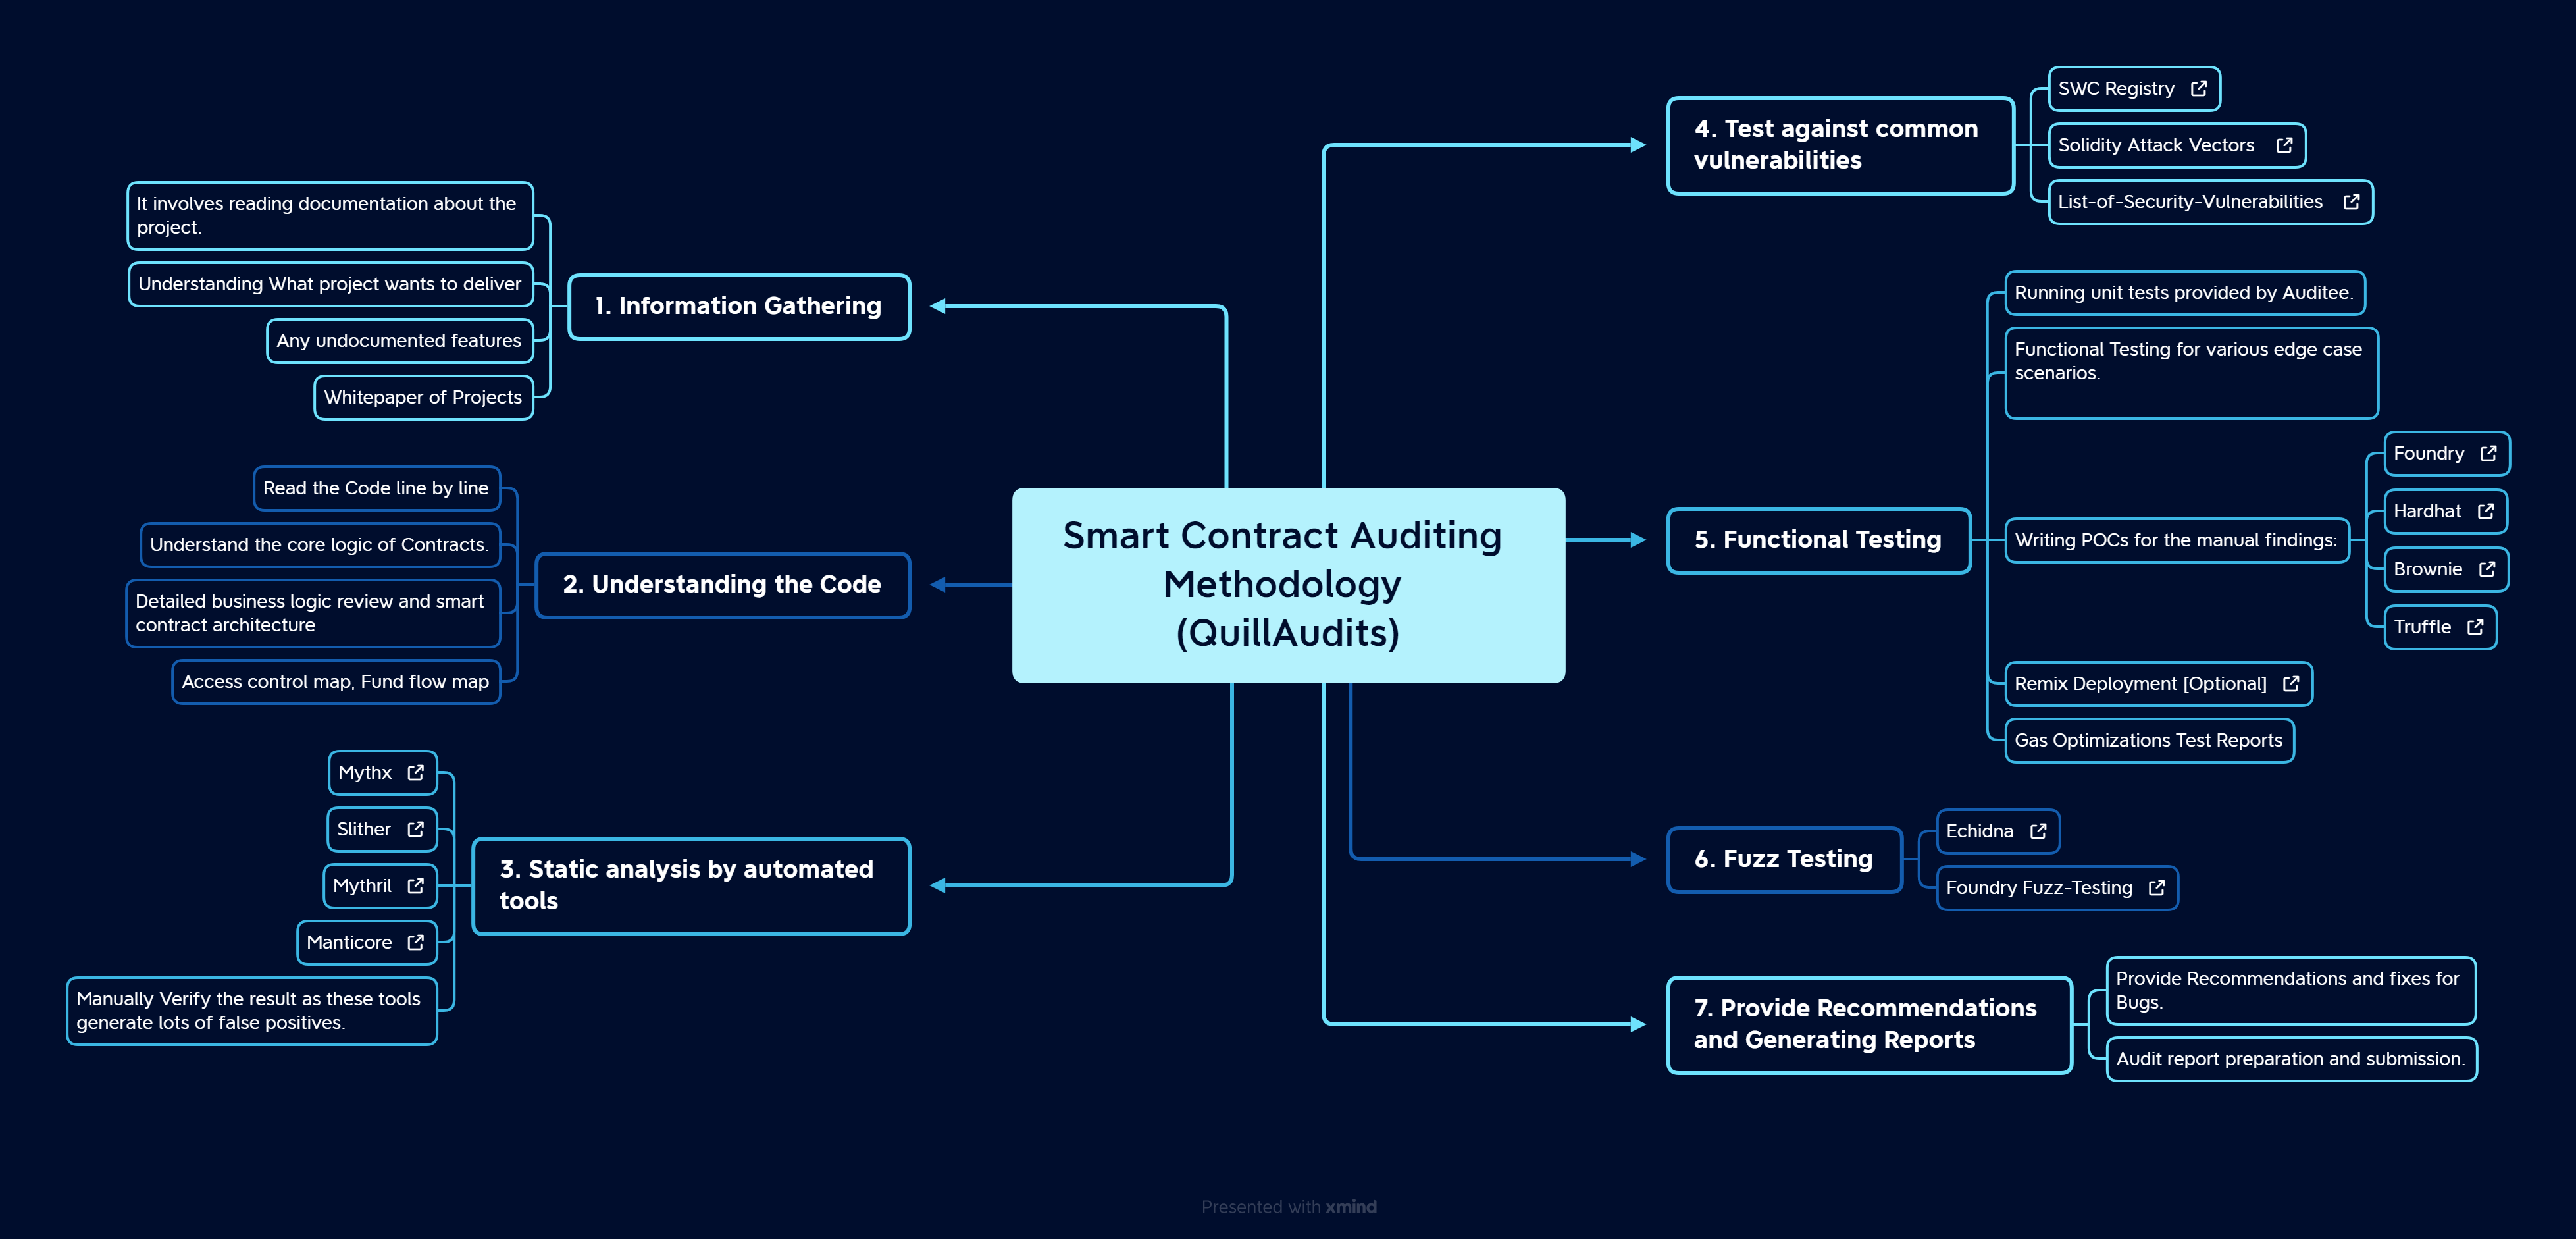 Smart Contract Auditing
Methodology
(QuillAudits)
1. Information Gathering
It involves reading documentation about the
project.
Understanding What project wants to deliver
Any undocumented features
Whitepaper of Projects
2. Understanding the Code
Read the Code line by line
Understand the core logic of Contracts.
Detailed business logic review and smart
contract architecture
Access control map, Fund flow map
3. Static analysis by automated
tools
Mythx
Slither
Mythril
Manticore
Manually Verify the result as these tools
generate lots of false positives.
4. Test against common
vulnerabilities
SWC Registry
Solidity Attack Vectors
List-of-Security-Vulnerabilities
5. Functional Testing
Running unit tests provided by Auditee.
Functional Testing for various edge case
scenarios.
Writing POCs for the manual findings:
Foundry
Hardhat
Brownie
Truffle
Remix Deployment [Optional]
Gas Optimizations Test Reports
6. Fuzz Testing
Echidna
Foundry Fuzz-Testing
7. Provide Recommendations
and Generating Reports
Provide Recommendations and fixes for
Bugs.
Audit report preparation and submission.
Presented with xmind